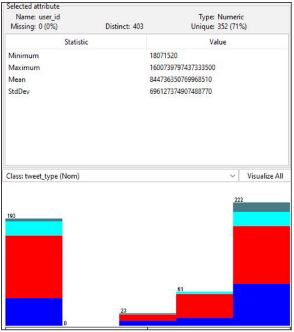 Selected attribute
Name: user_id Type: Numeric
Missing: 0 (0%) Distinct: 403 Unique: 352 (71%)
Statistic Value
Minimum 18071520
Maximum 1600739797437333500
Mean 844736350769968510
StdDev 696127374907488770
Class: tweet_type (Nom) Visualize All
193
0
22
61
222